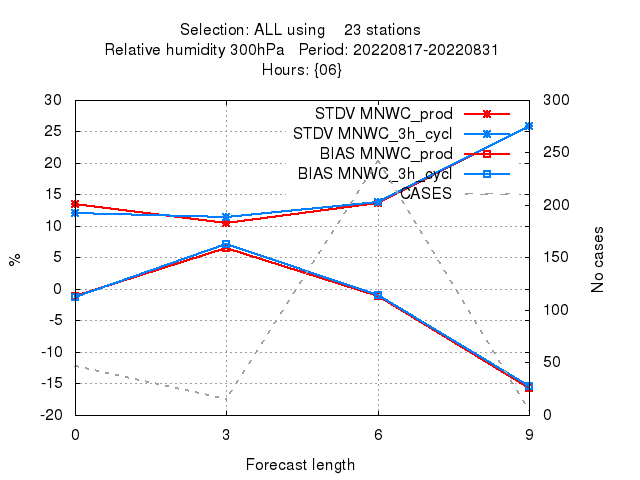 Selection: ALL using 23 stations
Relative humidity 300hPa Period: 20220817-20220831
Hours: {06}
30 300
STDV MNWC_prod
25 STDV MNWC_3h_cycl 250
20 BIAS MNWC_prod
15 BIAS MNWC_3h_cycl 200
CASES
10
5 150
0
-5 100
-10 50
-15
-20 0
0 3 6 9
%
No cases
Forecast length